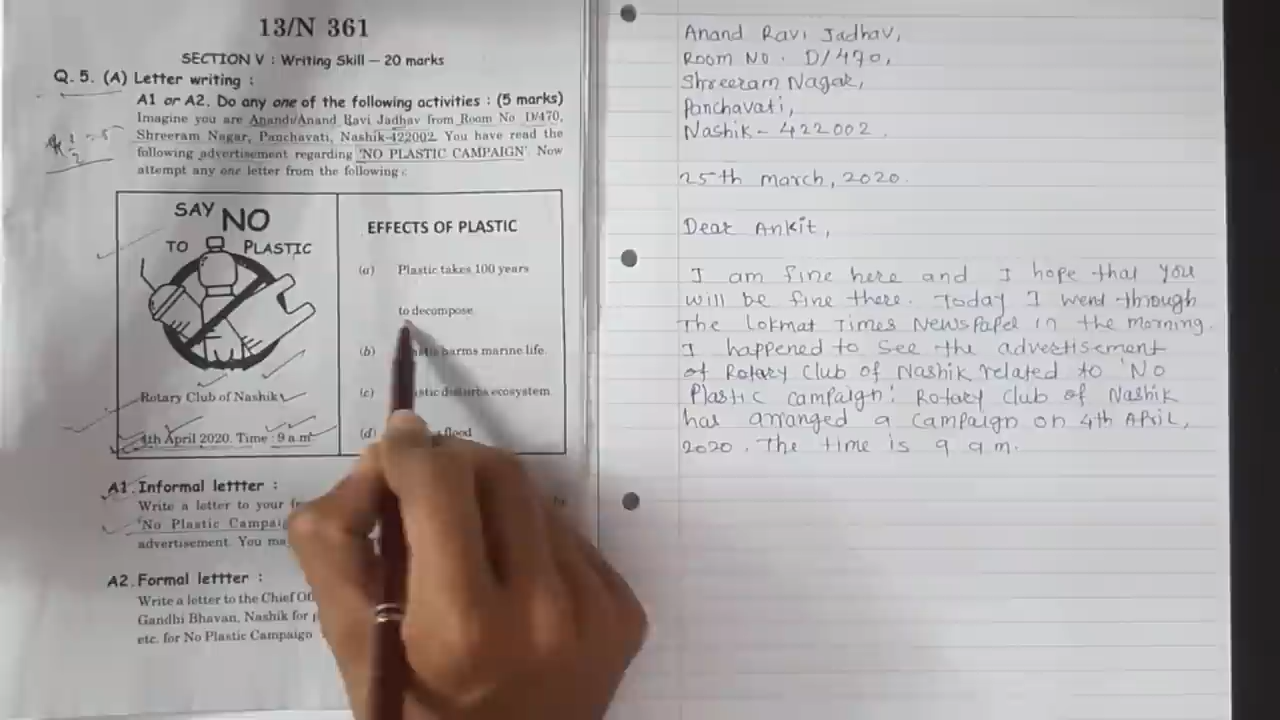 13/N 361
SECTION V : Writing Skill – 20 marks
Q. 5. (A) Letter writing :
A1 or A2. Do any one of the following activities : (5 marks)
Imagine you are Anandi/Anand Ravi Jadhav from Room No D/470,
Shreeram Nagar, Panchavati, Nashik-422002. You have read the
following advertisement regarding 'NO PLASTIC CAMPAIGN'. Now
attempt any one letter from the following :
SAY NO
TO PLASTIC
Rotary Club of Nashik
4th April 2020. Time : 9 a.m
EFFECTS OF PLASTIC
(a) Plastic takes 100 years
to decompose
(b) harms marine life.
(c) disturbs ecosystem
(d) flood
A1. Informal lettter :
Write a letter to your
'No Plastic
advertisement. You
A2. Formal lettter :
Write a letter to the Chief
Gandhi Bhavan, Nashik for
etc. for No Plastic Campaign
Anand Ravi Jadhav,
Room No. D/470,
Shreeram Nagar,
Panchavati,
Nashik - 422002.
25th march, 2020.
Dear Ankit,
I am fine here and I hope that you
will be fine there. Today I went through
The Lokmat Times Newspaper in the morning.
I happened to see the advertisement
of Rotary Club of Nashik related to 'No
Plastic campaign'. Rotary Club of Nashik
has arranged a campaign on 4th April,
2020. The time is 9 a m.